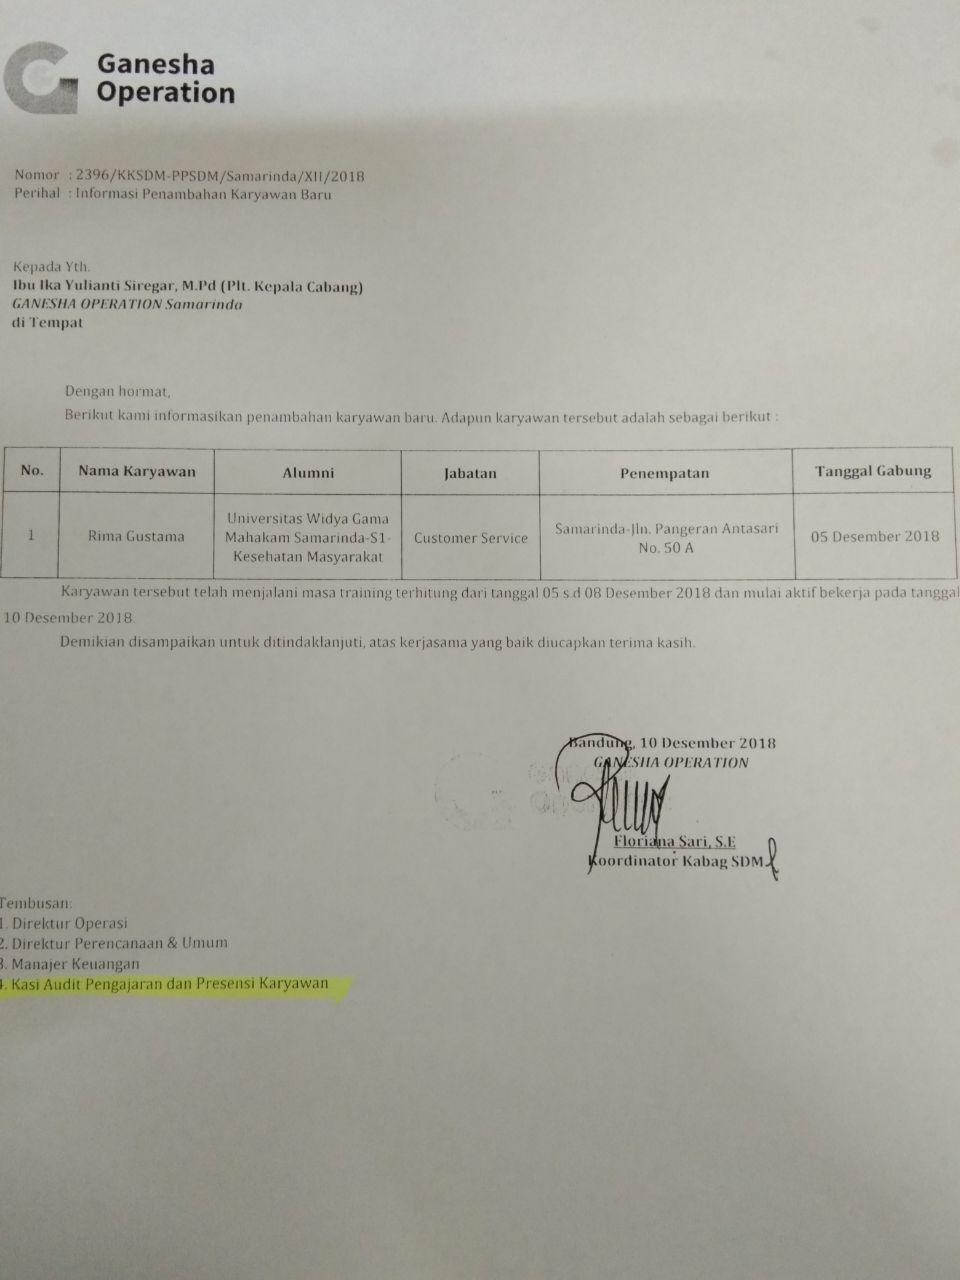 Ganesha
Operation
Nomor : 2396/KKSDM-PPSDM/Samarinda/XII/2018
Perihal : Informasi Penambahan Karyawan Baru
Kepada Yth.
Ibu Ika Yulianti Siregar, M.Pd (Plt. Kepala Cabang)
GANESHA OPERATION Samarinda
di Tempat
Dengan hormat,
Berikut kami informasikan penambahan karyawan baru. Adapun karyawan tersebut adalah sebagai berikut :
No. Nama Karyawan Alumni Jabatan Penempatan Tanggal Gabung
1 Rima Gustama Universitas Widya Gama
Mahakam Samarinda-S1-
Kesehatan Masyarakat
Customer Service
Samarinda-Jln. Pangeran Antasari
No. 50 A
05 Desember 2018
Karyawan tersebut telah menjalani masa training terhitung dari tanggal 05 s.d 08 Desember 2018 dan mulai aktif bekerja pada tanggal
10 Desember 2018.
Demikian disampaikan untuk ditindaklanjuti, atas kerjasama yang baik diucapkan terima kasih.
Bandung, 10 Desember 2018
GANESHA OPERATION
Floriana Sari, S.E
Koordinator Kabag SDM
Tembusan:
1. Direktur Operasi
2. Direktur Perencanaan & Umum
3. Manajer Keuangan
4. Kasi Audit Pengajaran dan Presensi Karyawan